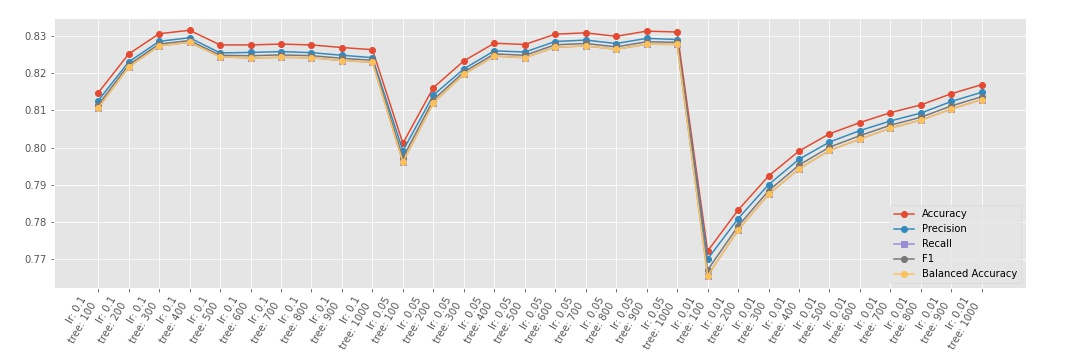 0.83
0.82
0.81
0.80
0.79
0.78
0.77
Accuracy
Precision
Recall
F1
Balanced Accuracy
lr: 0.1
tree: 100
lr: 0.1
tree: 200
lr: 0.1
tree: 300
lr: 0.1
tree: 400
lr: 0.1
tree: 500
lr: 0.1
tree: 600
lr: 0.1
tree: 700
lr: 0.1
tree: 800
lr: 0.1
tree: 900
lr: 0.1
tree: 1000
lr: 0.05
tree: 100
lr: 0.05
tree: 200
lr: 0.05
tree: 300
lr: 0.05
tree: 400
lr: 0.05
tree: 500
lr: 0.05
tree: 600
lr: 0.05
tree: 700
lr: 0.05
tree: 800
lr: 0.05
tree: 900
lr: 0.05
tree: 1000
lr: 0.01
tree: 100
lr: 0.01
tree: 200
lr: 0.01
tree: 300
lr: 0.01
tree: 400
lr: 0.01
tree: 500
lr: 0.01
tree: 600
lr: 0.01
tree: 700
lr: 0.01
tree: 800
lr: 0.01
tree: 900
lr: 0.01
tree: 1000